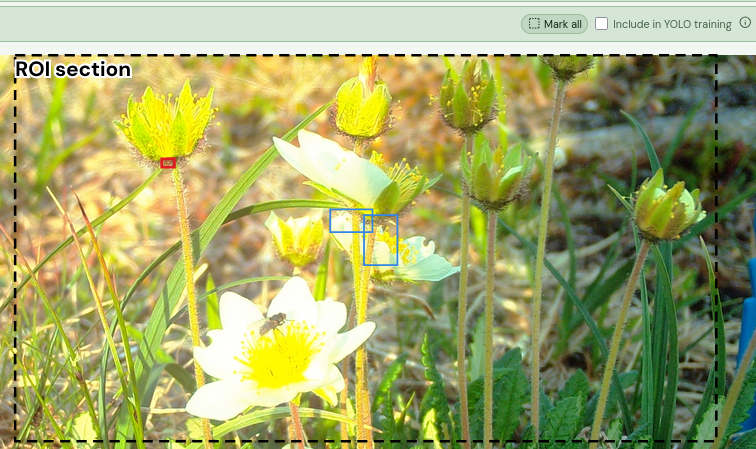 Mark all
Include in YOLO training
ROI section